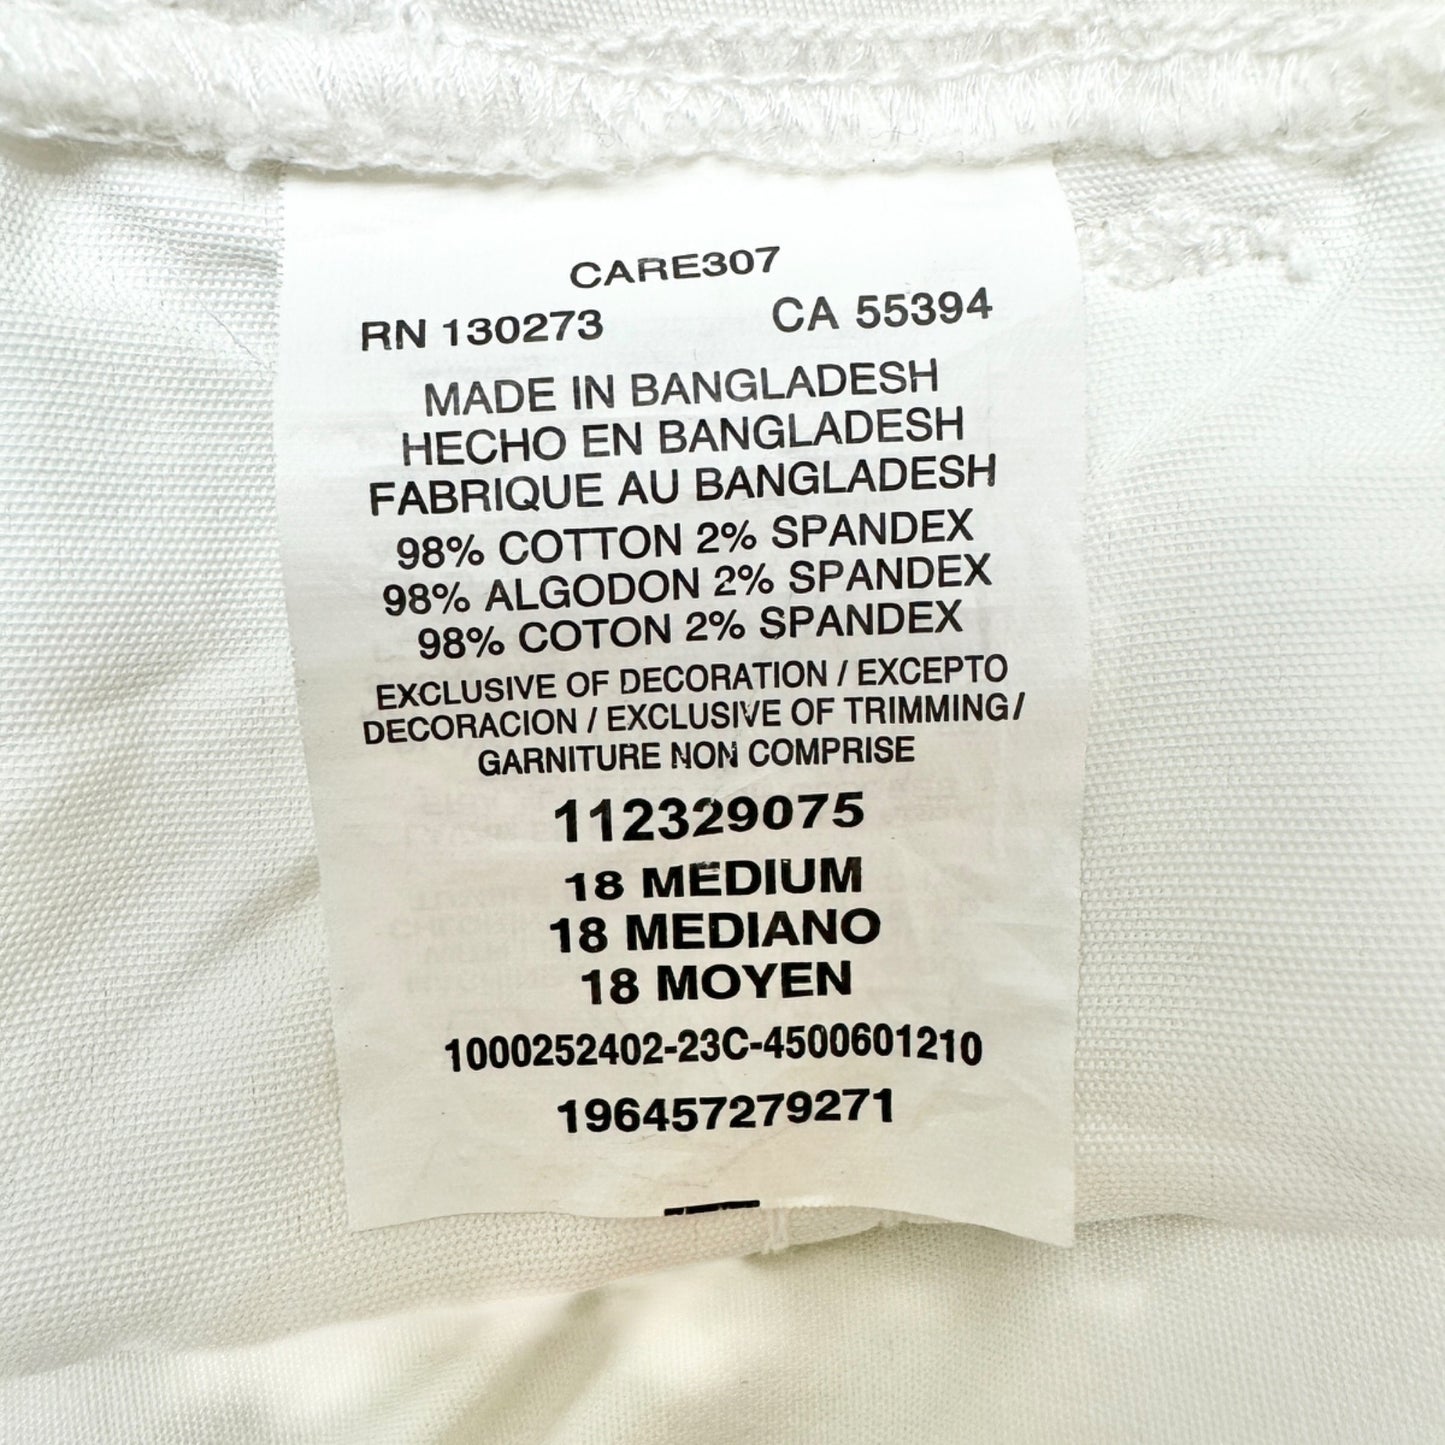 CARE307
RN 130273 CA 55394
MADE IN BANGLADESH
HECHO EN BANGLADESH
FABRIQUE AU BANGLADESH
98% COTTON 2% SPANDEX
98% ALGODON 2% SPANDEX
98% COTON 2% SPANDEX
EXCLUSIVE OF DECORATION / EXCEPTO
DECORACION / EXCLUSIVE OF TRIMMING/
GARNITURE NON COMPRISE
112329075
18 MEDIUM
18 MEDIANO
18 MOYEN
1000252402-23C-4500601210
196457279271